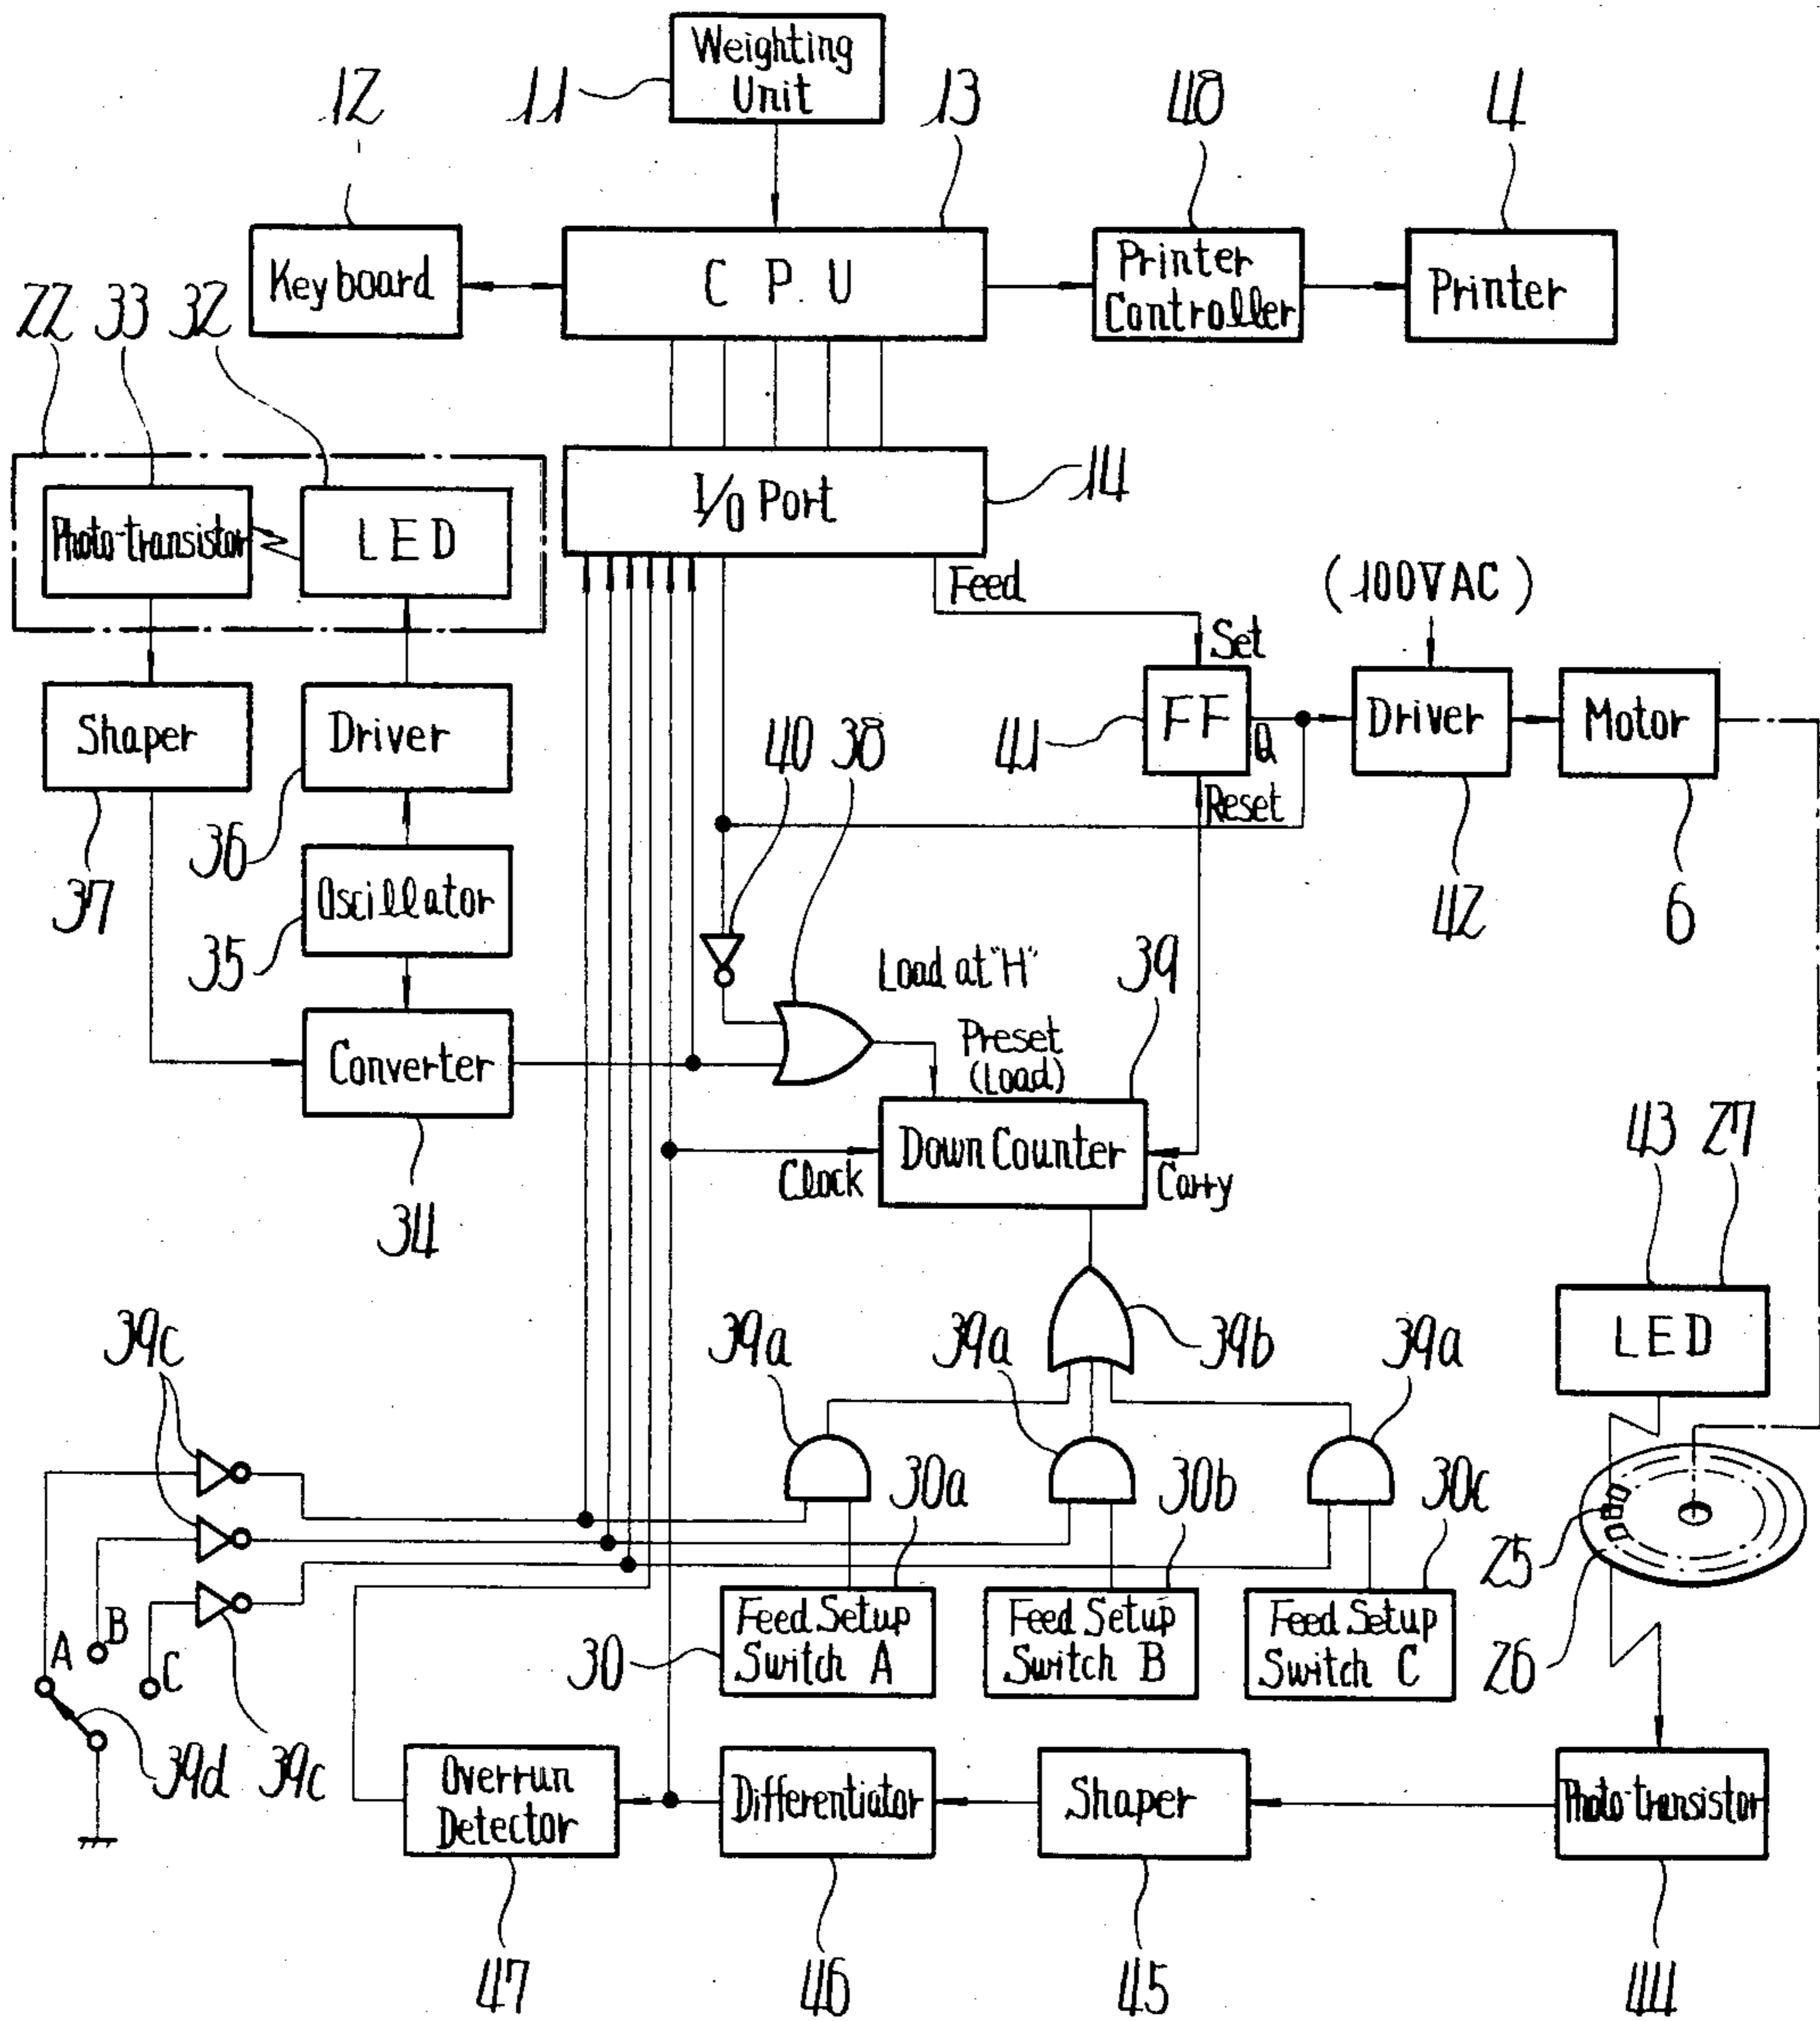 Weighting
Unit
12
11
13
48
4
Keyboard
C P U
Printer
Controller
Printer
22
33
32
I/O Port
14
Photo-transistor
LED
Feed
(100VAC)
Set
Shaper
Driver
40
38
41
FF
Q
Driver
Motor
Reset
37
36
Oscillator
42
6
35
Load at "H"
39
Converter
Preset
(Load)
34
Down Counter
Clock
Carry
43
27
39c
39a
39a
39b
39a
LED
30a
30b
30c
25
26
A
B
C
30
Feed Setup
Switch A
Feed Setup
Switch B
Feed Setup
Switch C
39d
39c
Overrun
Detector
Differentiator
Shaper
Photo-transistor
47
46
45
44